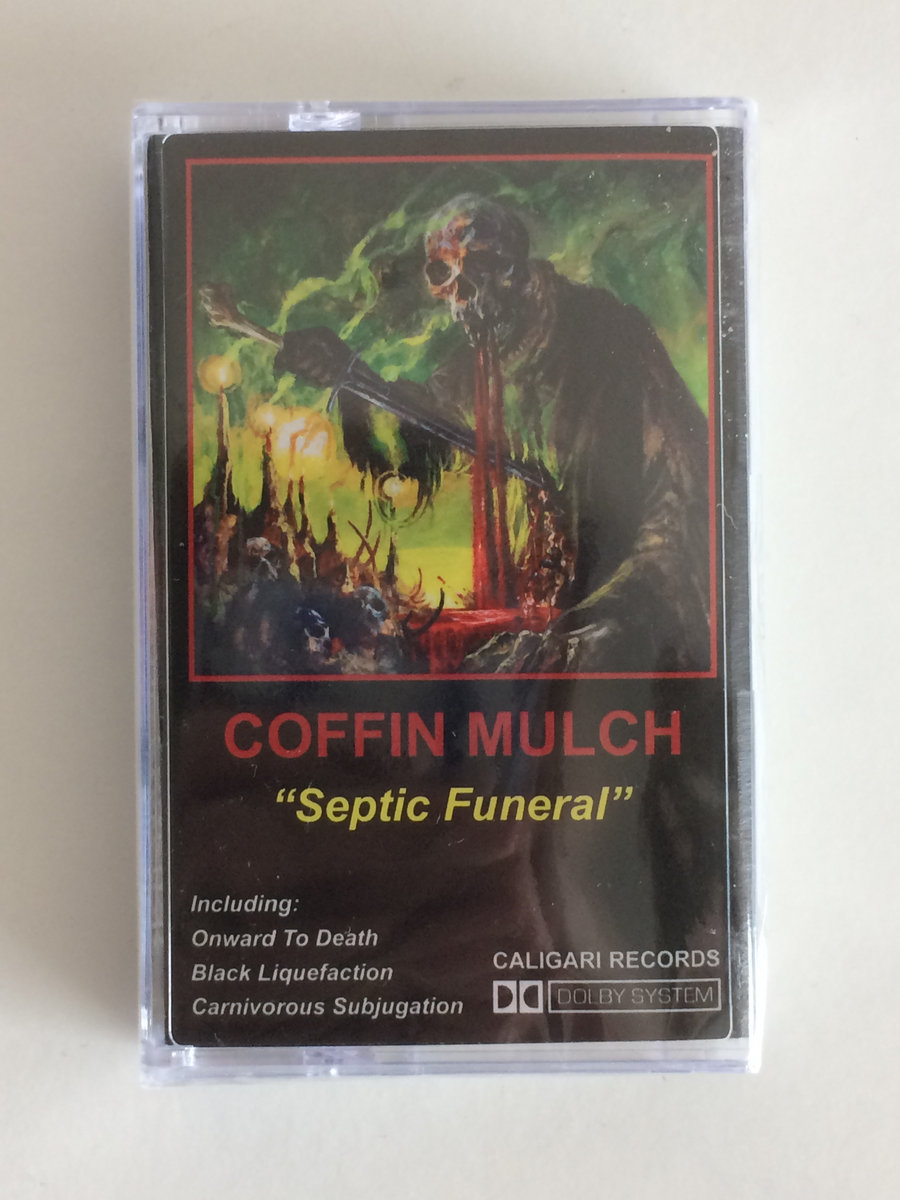 COFFIN MULCH
“Septic Funeral”
Including:
Onward To Death
Black Liquefaction
Carnivorous Subjugation
CALIGARI RECORDS
DOLBY SYSTEM